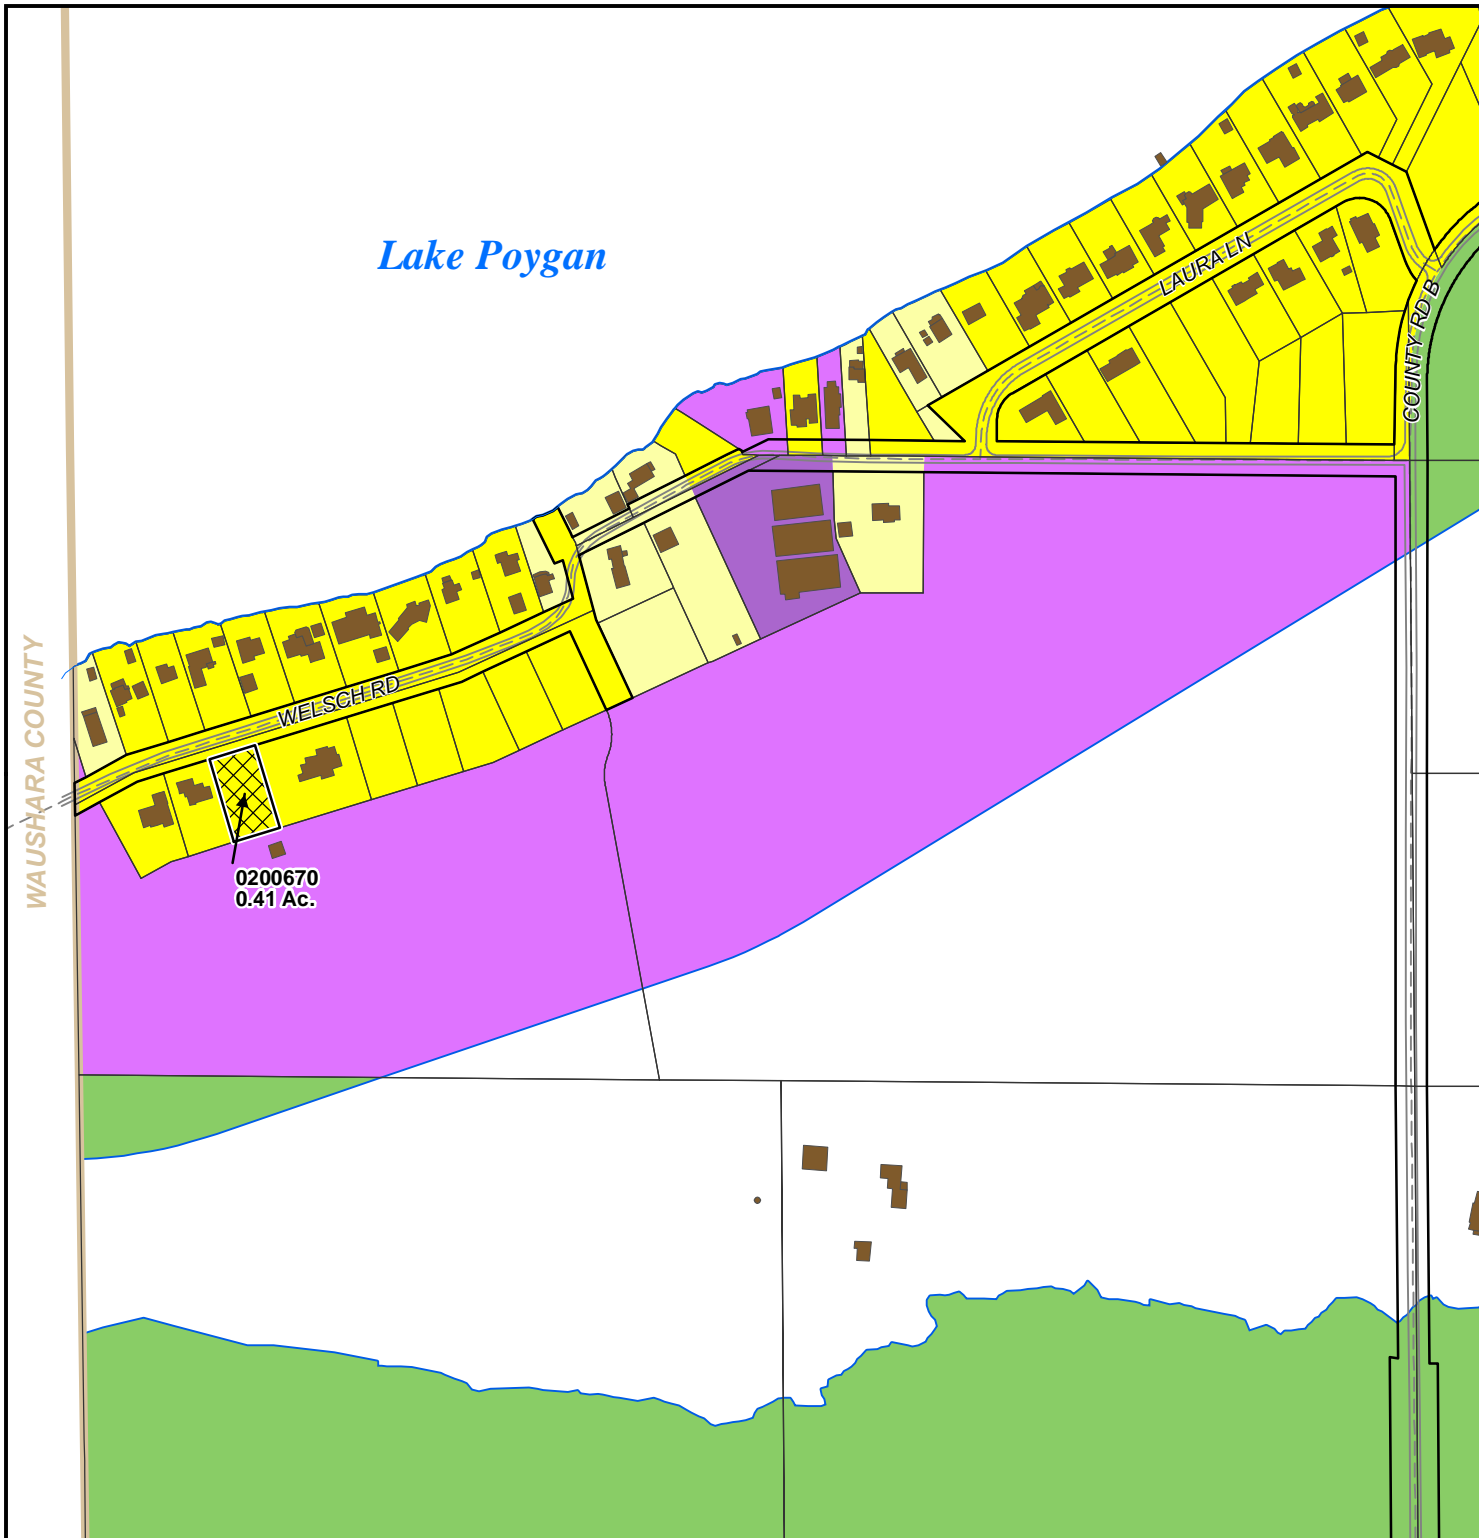 Lake Poygan
LAURA LN
COUNTY RD B
WAUSHARA COUNTY
WELSCH RD
0200670
0.41 Ac.